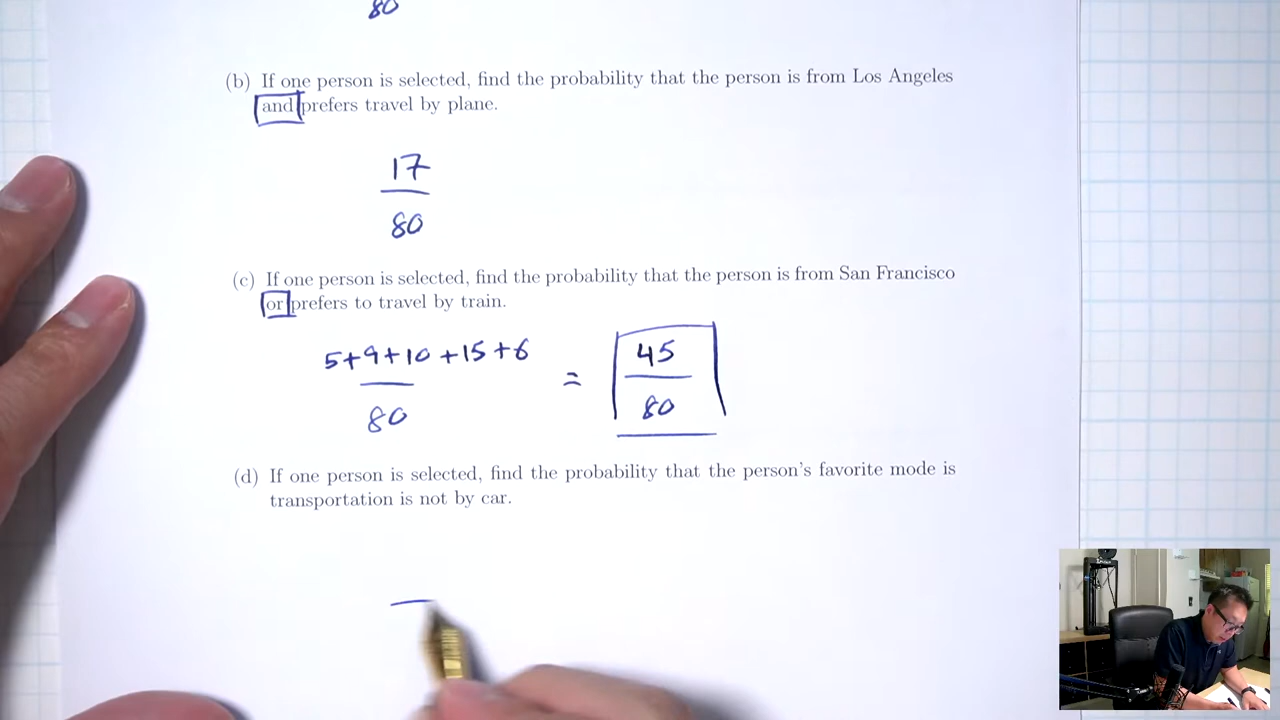 80
(b) If one person is selected, find the probability that the person is from Los Angeles
and prefers travel by plane.
17
80
(c) If one person is selected, find the probability that the person is from San Francisco
or prefers to travel by train.
5+9+10+15+6
80
=
45
80
(d) If one person is selected, find the probability that the person's favorite mode is
transportation is not by car.